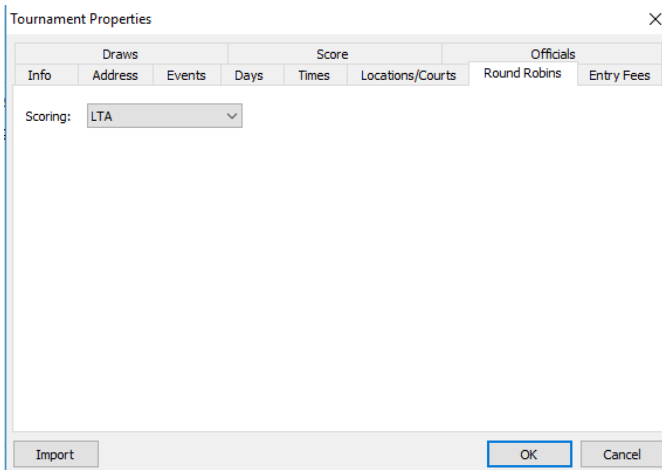 Tournament Properties
Draws Score Officials
Info Address Events Days Times Locations/Courts Round Robins Entry Fees
Scoring: LTA
Import OK Cancel